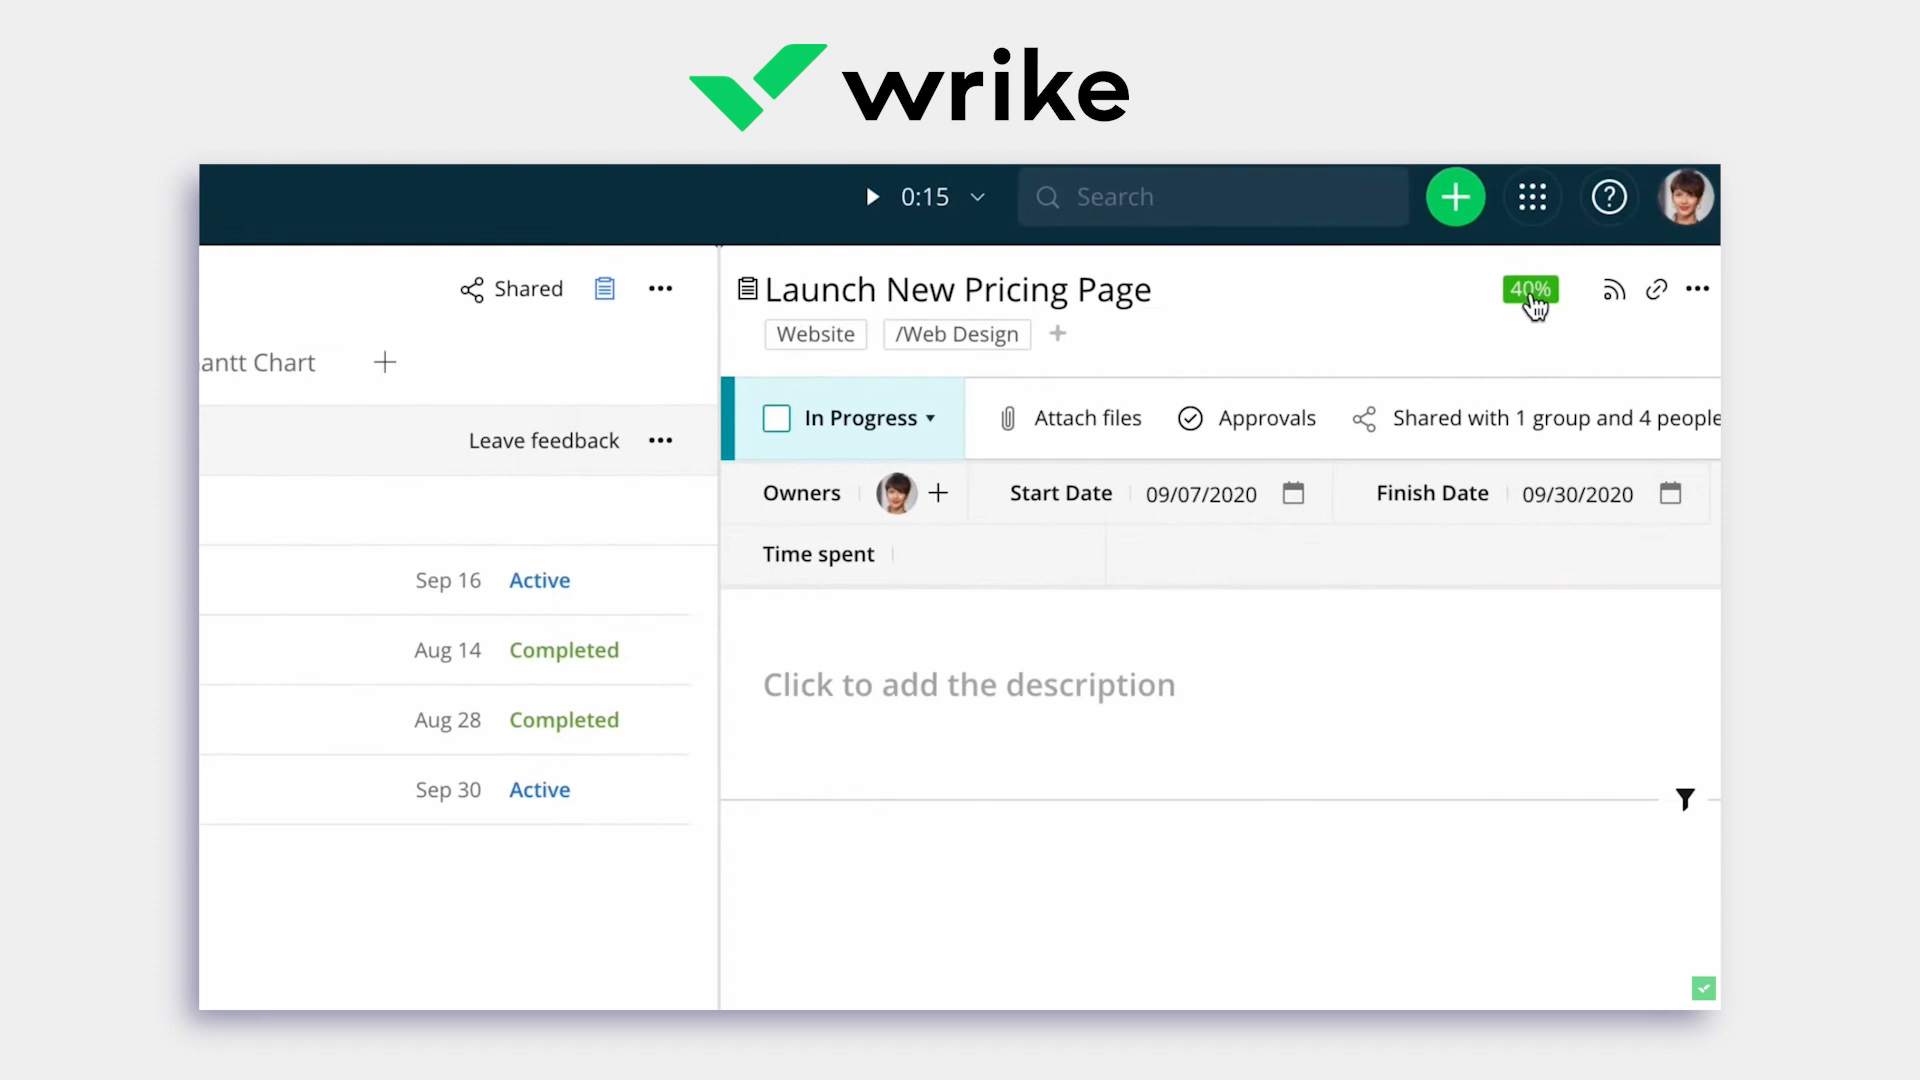 wrike
0:15
Search
Shared
Launch New Pricing Page
40%
Website
/Web Design
antt Chart
In Progress
Attach files
Approvals
Shared with 1 group and 4 people
Leave feedback
Owners
Start Date
09/07/2020
Finish Date
09/30/2020
Time spent
Sep 16 Active
Aug 14 Completed
Aug 28 Completed
Sep 30 Active
Click to add the description